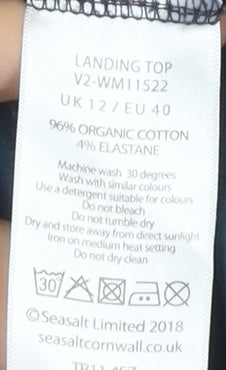 LANDING TOP
V2-WM11522
UK 12 / EU 40
96% ORGANIC COTTON
4% ELASTANE
Machine wash 30 degrees
Wash with similar colours
Use a detergent suitable for colours
Do not bleach
Do not tumble dry
Dry and store away from direct sunlight
Iron on medium heat setting
Do not dry clean
30
©Seasalt Limited 2018
seasaltcornwall.co.uk